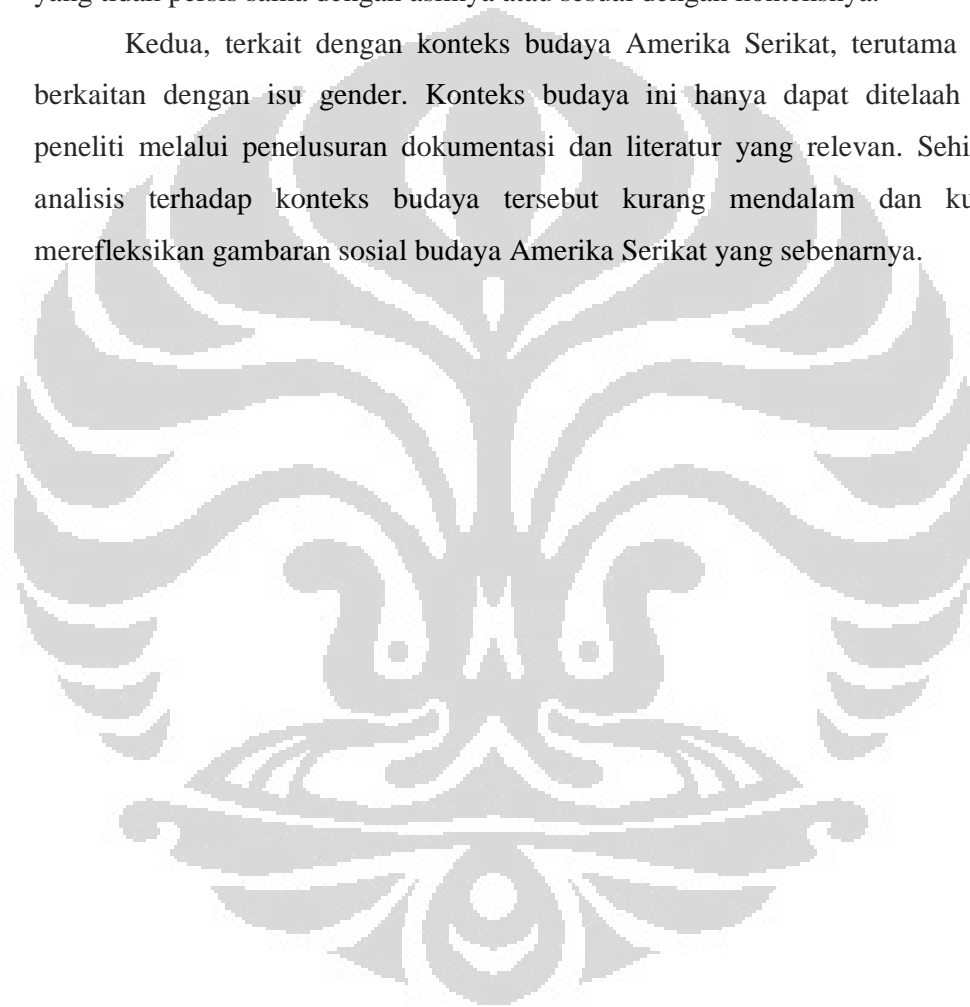 yang tidak persis sama dengan aslinya atau sesuai dengan konteksnya.
Kedua, terkait dengan konteks budaya Amerika Serikat, terutama
berkaitan dengan isu gender. Konteks budaya ini hanya dapat ditelaah
peneliti melalui penelusuran dokumentasi dan literatur yang relevan. Sehi
analisis terhadap konteks budaya tersebut kurang mendalam dan ku
merefleksikan gambaran sosial budaya Amerika Serikat yang sebenarnya.